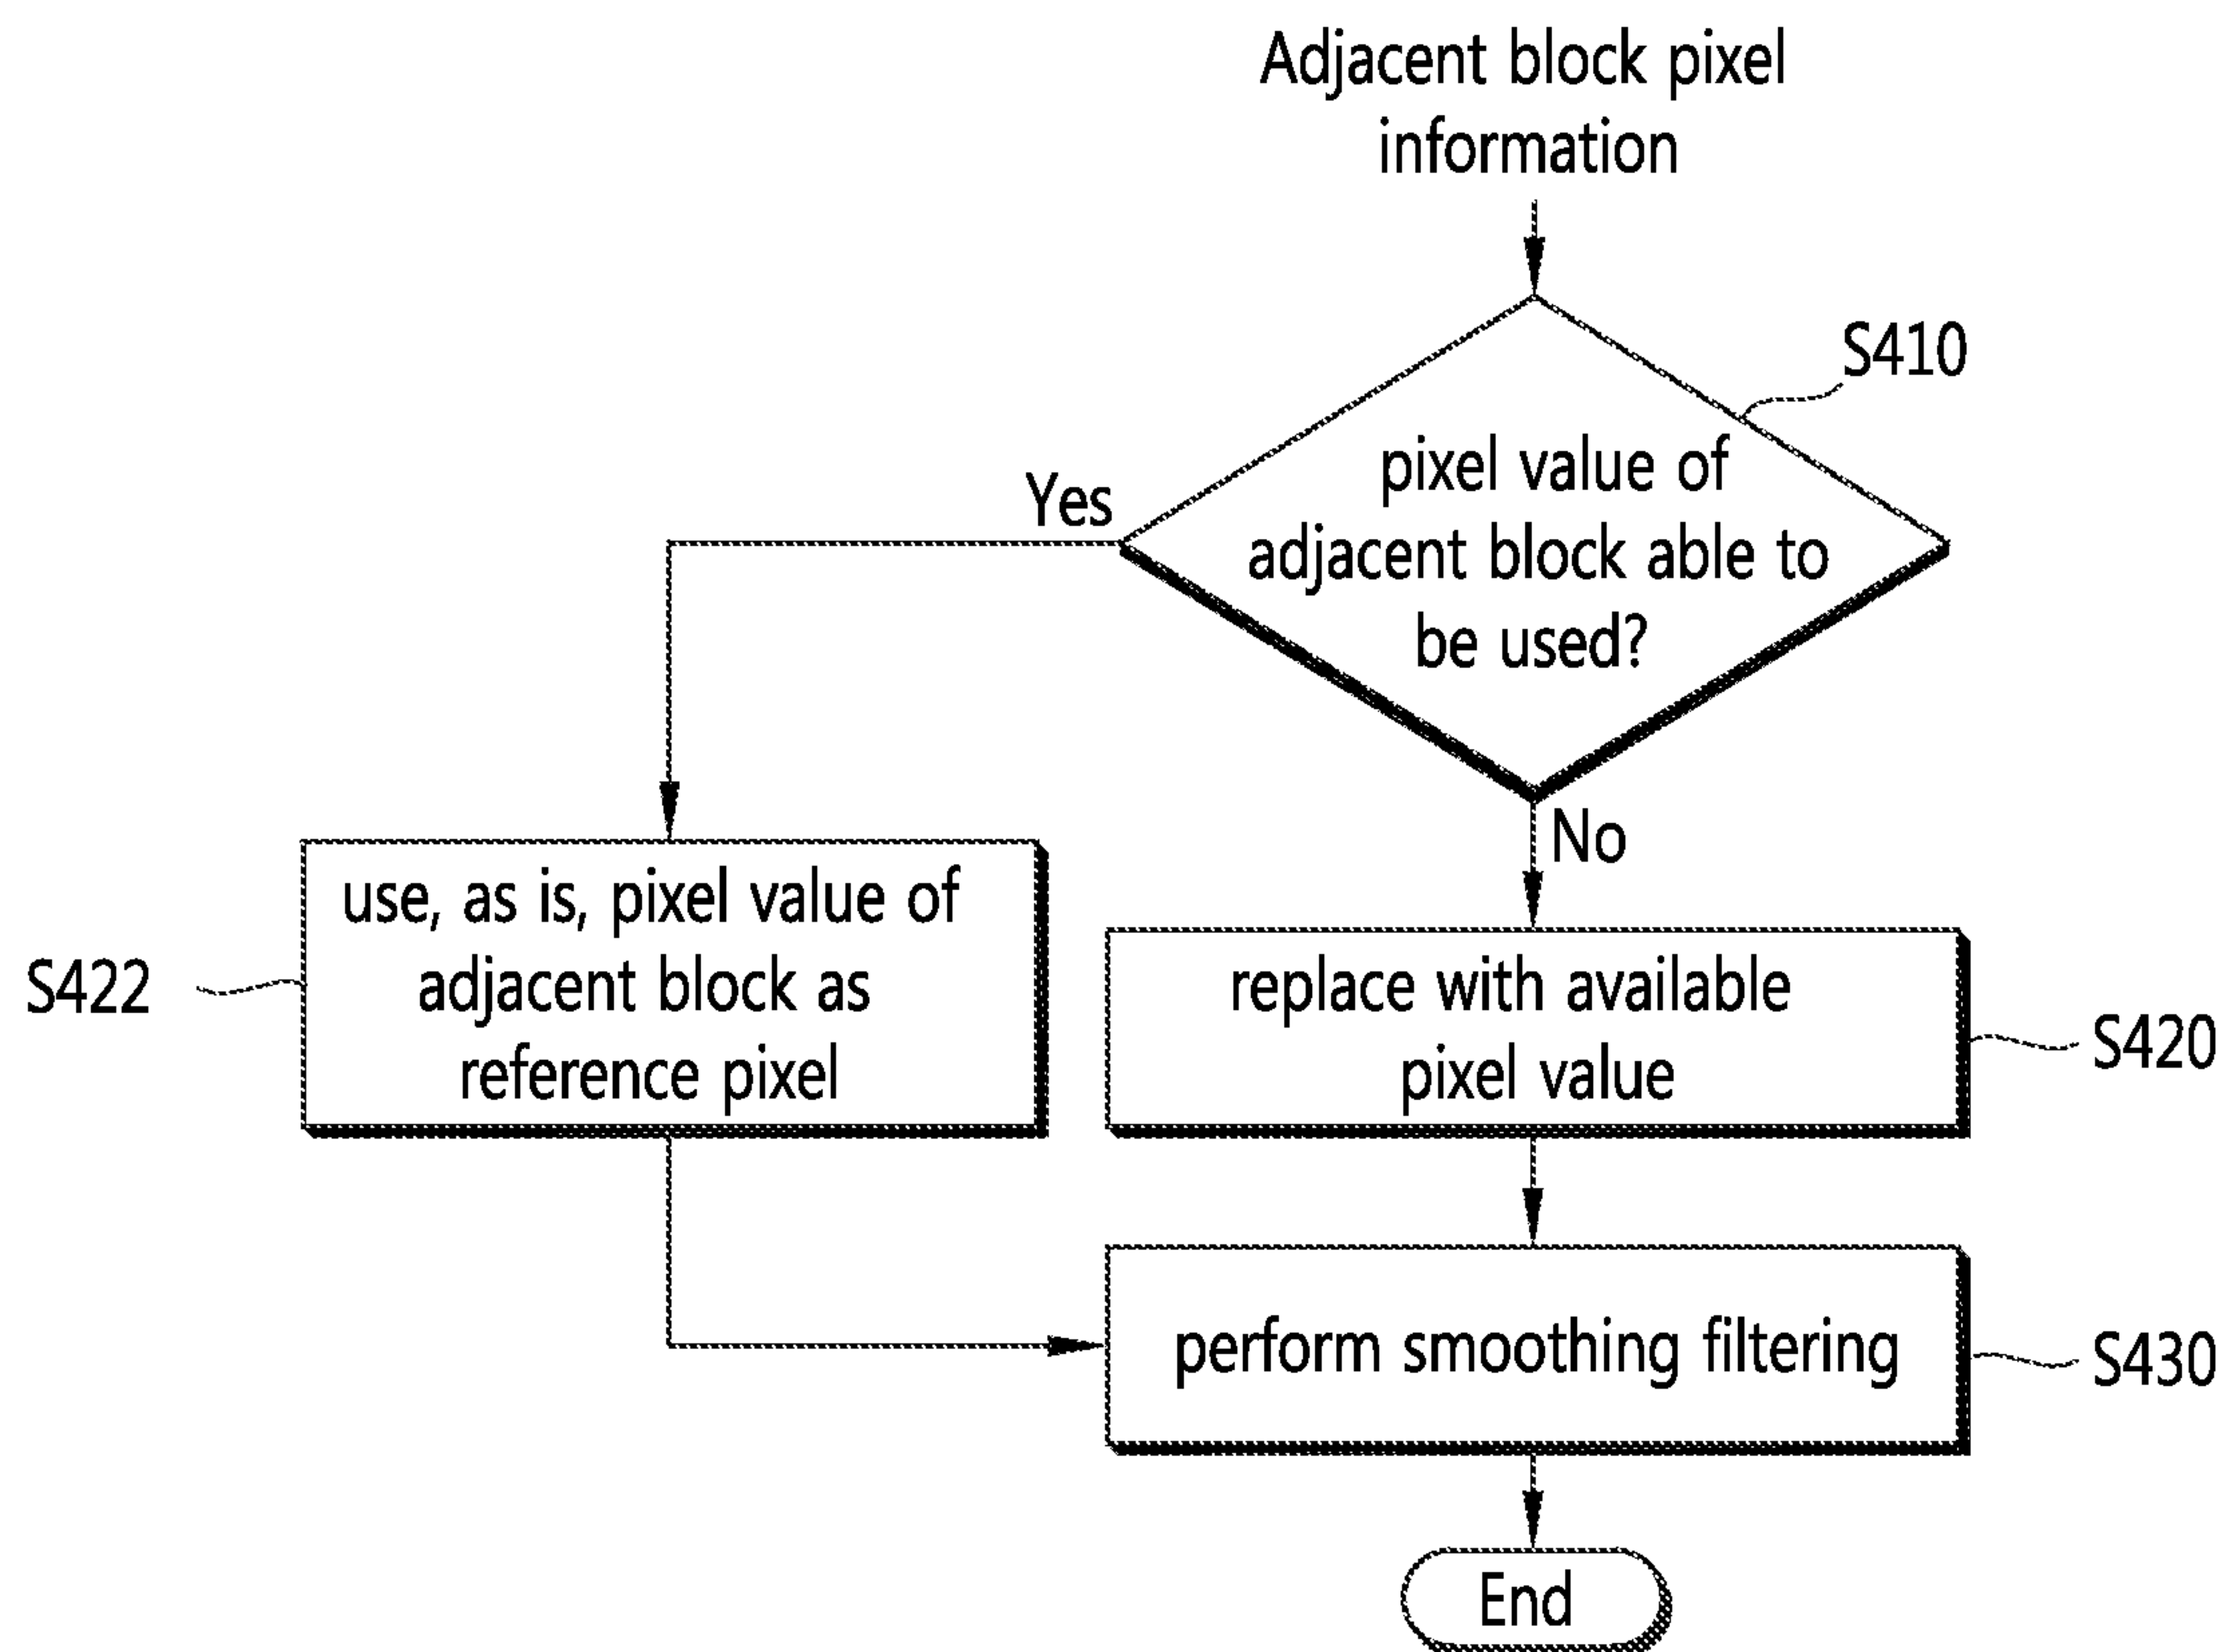 Adjacent block pixel
information
S410
pixel value of
adjacent block able to
be used?
Yes
No
use, as is, pixel value of
adjacent block as
reference pixel
S422
replace with available
pixel value
S420
perform smoothing filtering
S430
End